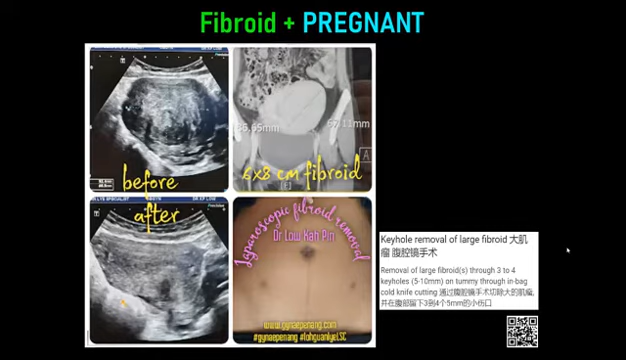 Fibroid + PREGNANT
before
after
86,65mm
67,11mm
A
6x8 cm fibroid
Laparoscopic fibroid removal
Dr Low Kah Pin
www.gynaepenang.com
#gynaepenang #lohguanlyeLSC
Keyhole removal of large fibroid 大肌
瘤 腹腔镜手术
Removal of large fibroid(s) through 3 to 4
keyholes (5-10mm) on tummy through in-bag
cold knife cutting 通过腹腔镜手术切除大的肌瘤,
并在腹部留下3到4个5mm的小伤口